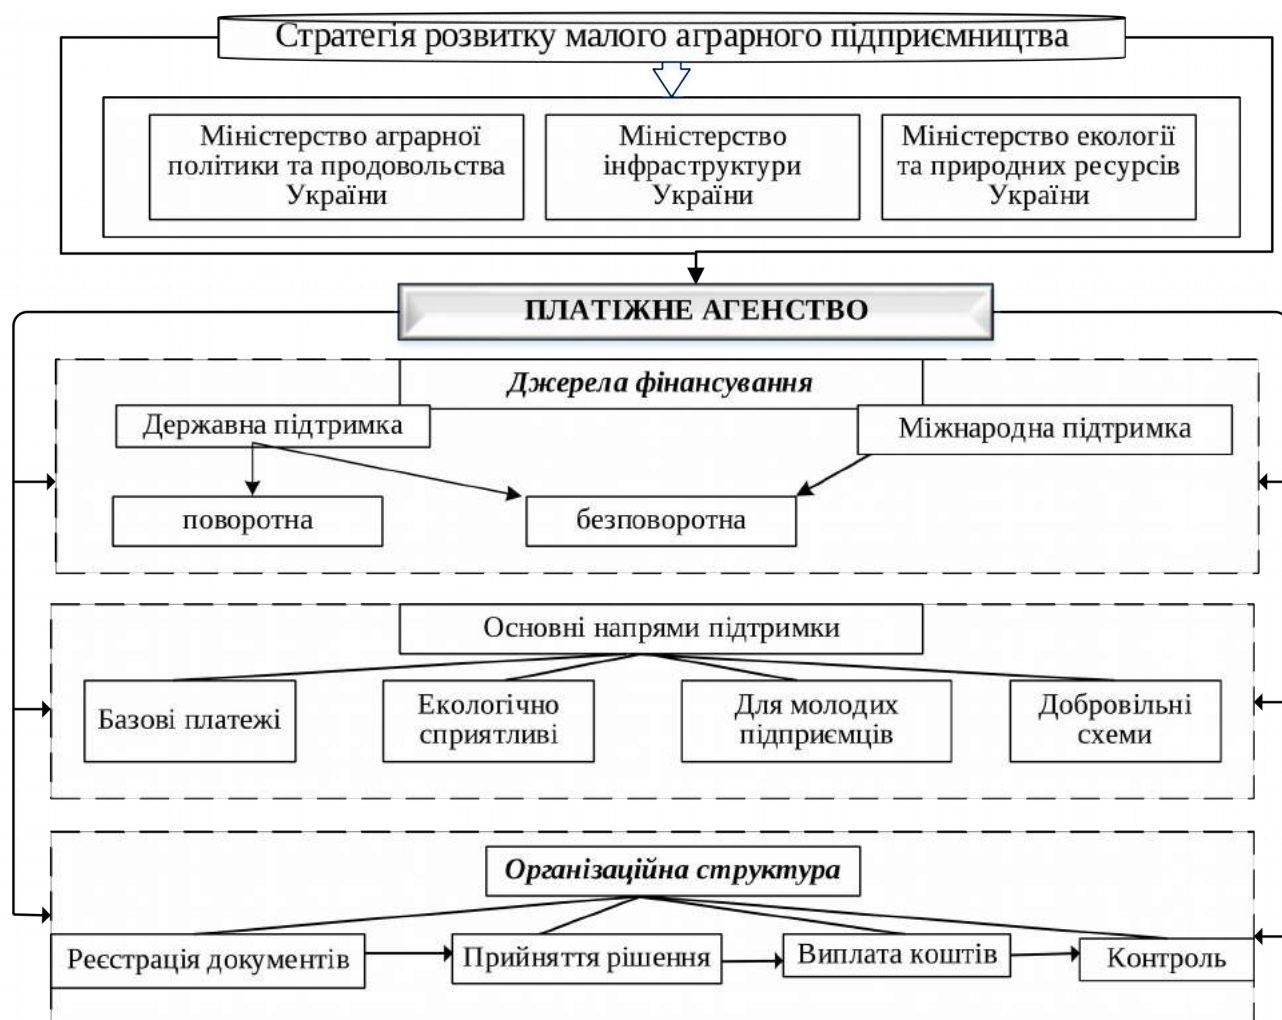 Стратегія розвитку малого аграрного підприємництва
Міністерство аграрної
політики та продовольства
України
Міністерство
інфраструктури
України
Міністерство екології
та природних ресурсів
України
ПЛАТІЖНЕ АГЕНСТВО
Джерела фінансування
Державна підтримка
Міжнародна підтримка
поворотна
безповоротна
Основні напрями підтримки
Базові платежі
Екологічно
сприятливі
Для молодих
підприємців
Добровільні
схеми
Організаційна структура
Реєстрація документів
Прийняття рішення
Виплата коштів
Контроль